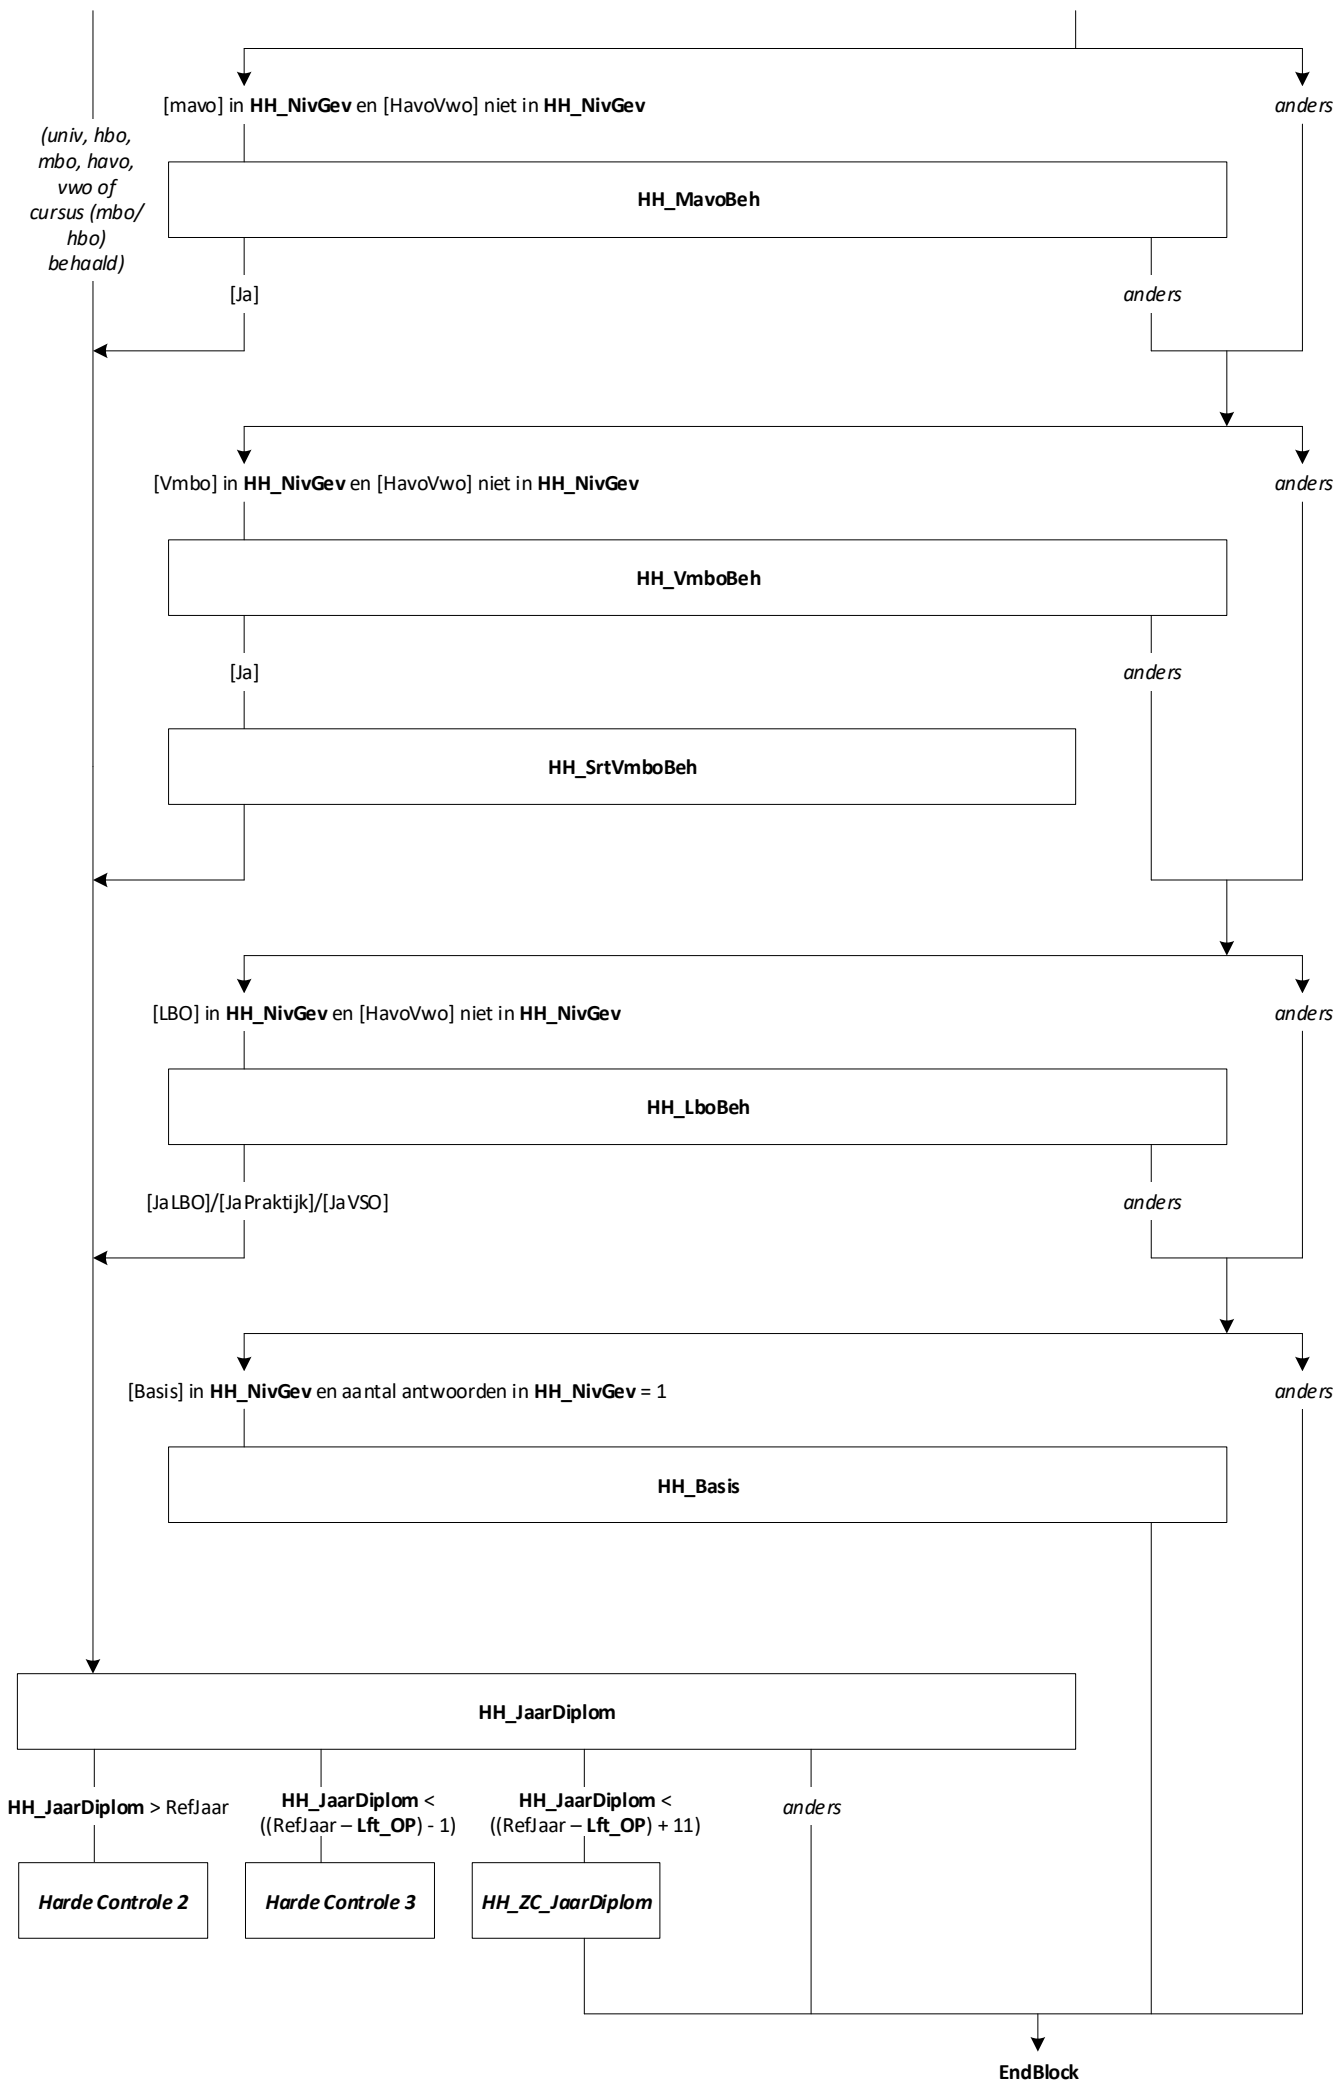 [mavo] in HH_NivGev en [HavoVwo] niet in HH_NivGev
anders
(univ, hbo,
mbo, havo,
vwo of
cursus (mbo/
hbo)
behaald)
HH_MavoBeh
[Ja]
anders
[Vmbo] in HH_NivGev en [HavoVwo] niet in HH_NivGev
anders
HH_VmboBeh
[Ja]
anders
HH_SrtVmboBeh
[LBO] in HH_NivGev en [HavoVwo] niet in HH_NivGev
anders
HH_LboBeh
[JaLBO]/[JaPraktijk]/[JaVSO]
anders
[Basis] in HH_NivGev en aantal antwoorden in HH_NivGev = 1
anders
HH_Basis
HH_JaarDiplom
HH_JaarDiplom > RefJaar
HH_JaarDiplom <
((RefJaar – Lft_OP) - 1)
HH_JaarDiplom <
((RefJaar – Lft_OP) + 11)
anders
Harde Controle 2
Harde Controle 3
HH_ZC_JaarDiplom
EndBlock